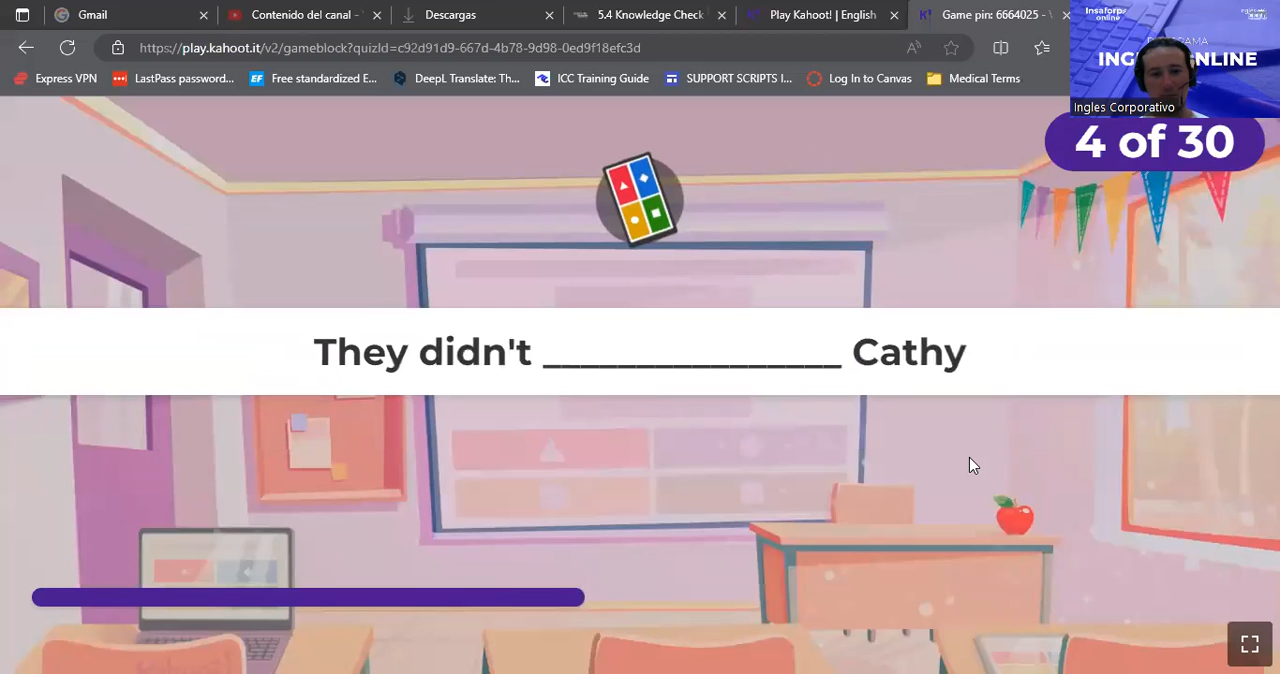 Gmail
Contenido del canal -
Descargas
5.4 Knowledge Check
Play Kahoot! | English
Game pin: 6664025 -
Insaforp
online
INGL NLINE
Ingles Corporativo
https://play.kahoot.it/v2/gameblock?quizId=c92d91d9-667d-4b78-9d98-0ed9f18efc3d
Express VPN
LastPass password...
Free standardized E...
DeepL Translate: Th...
ICC Training Guide
SUPPORT SCRIPTS I...
Log In to Canvas
Medical Terms
4 of 30
They didn't ________________ Cathy